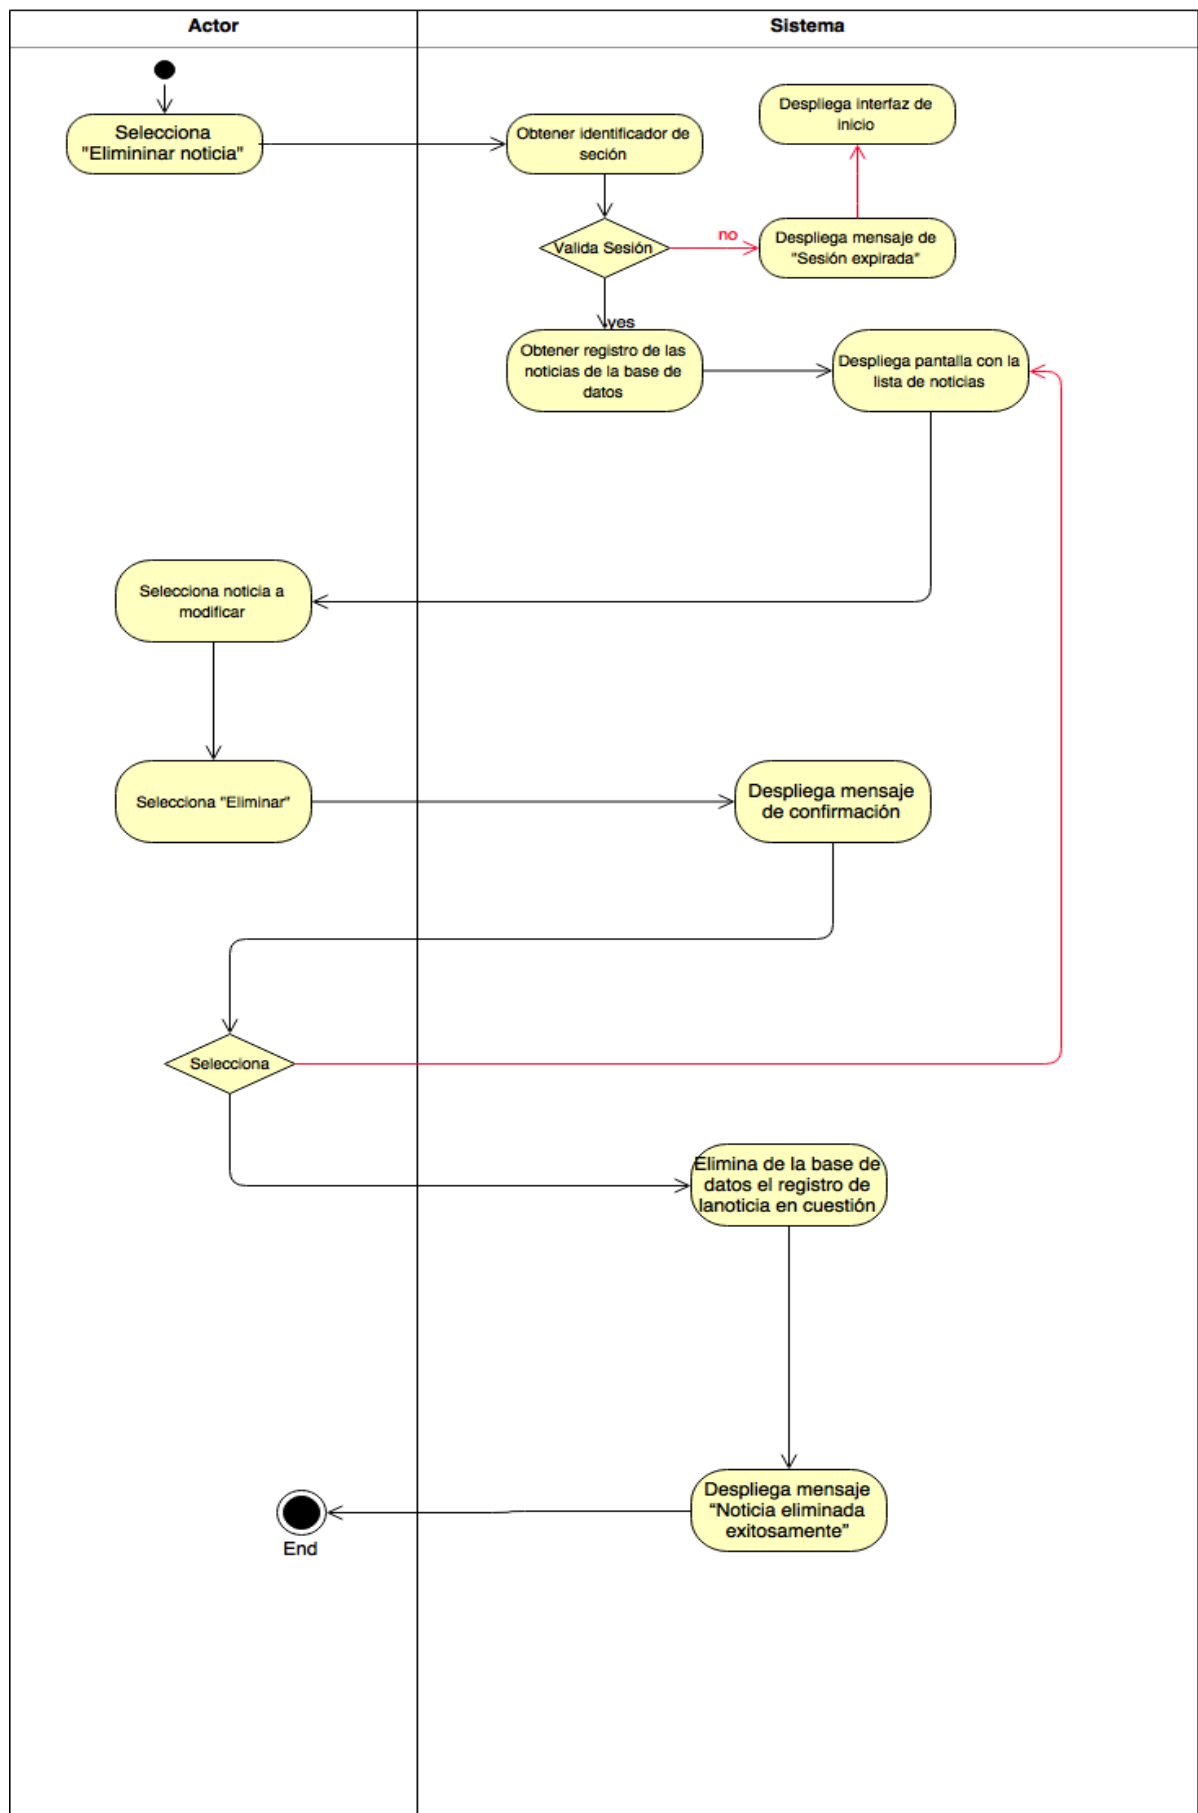 Actor
Sistema
Selecciona
"Elimininar noticia"
Obtener identificador de
seción
Despliega interfaz de
inicio
Valida Sesión
no
Despliega mensaje de
"Sesión expirada"
yes
Obtener registro de las
noticias de la base de
datos
Despliega pantalla con la
lista de noticias
Selecciona noticia a
modificar
Selecciona "Eliminar"
Despliega mensaje
de confirmación
Selecciona
Elimina de la base de
datos el registro de
lanoticia en cuestión
Despliega mensaje
“Noticia eliminada
exitosamente”
End